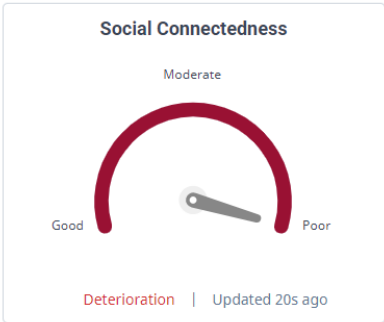 Social Connectedness
Moderate
Good
Poor
Deterioration | Updated 20s ago